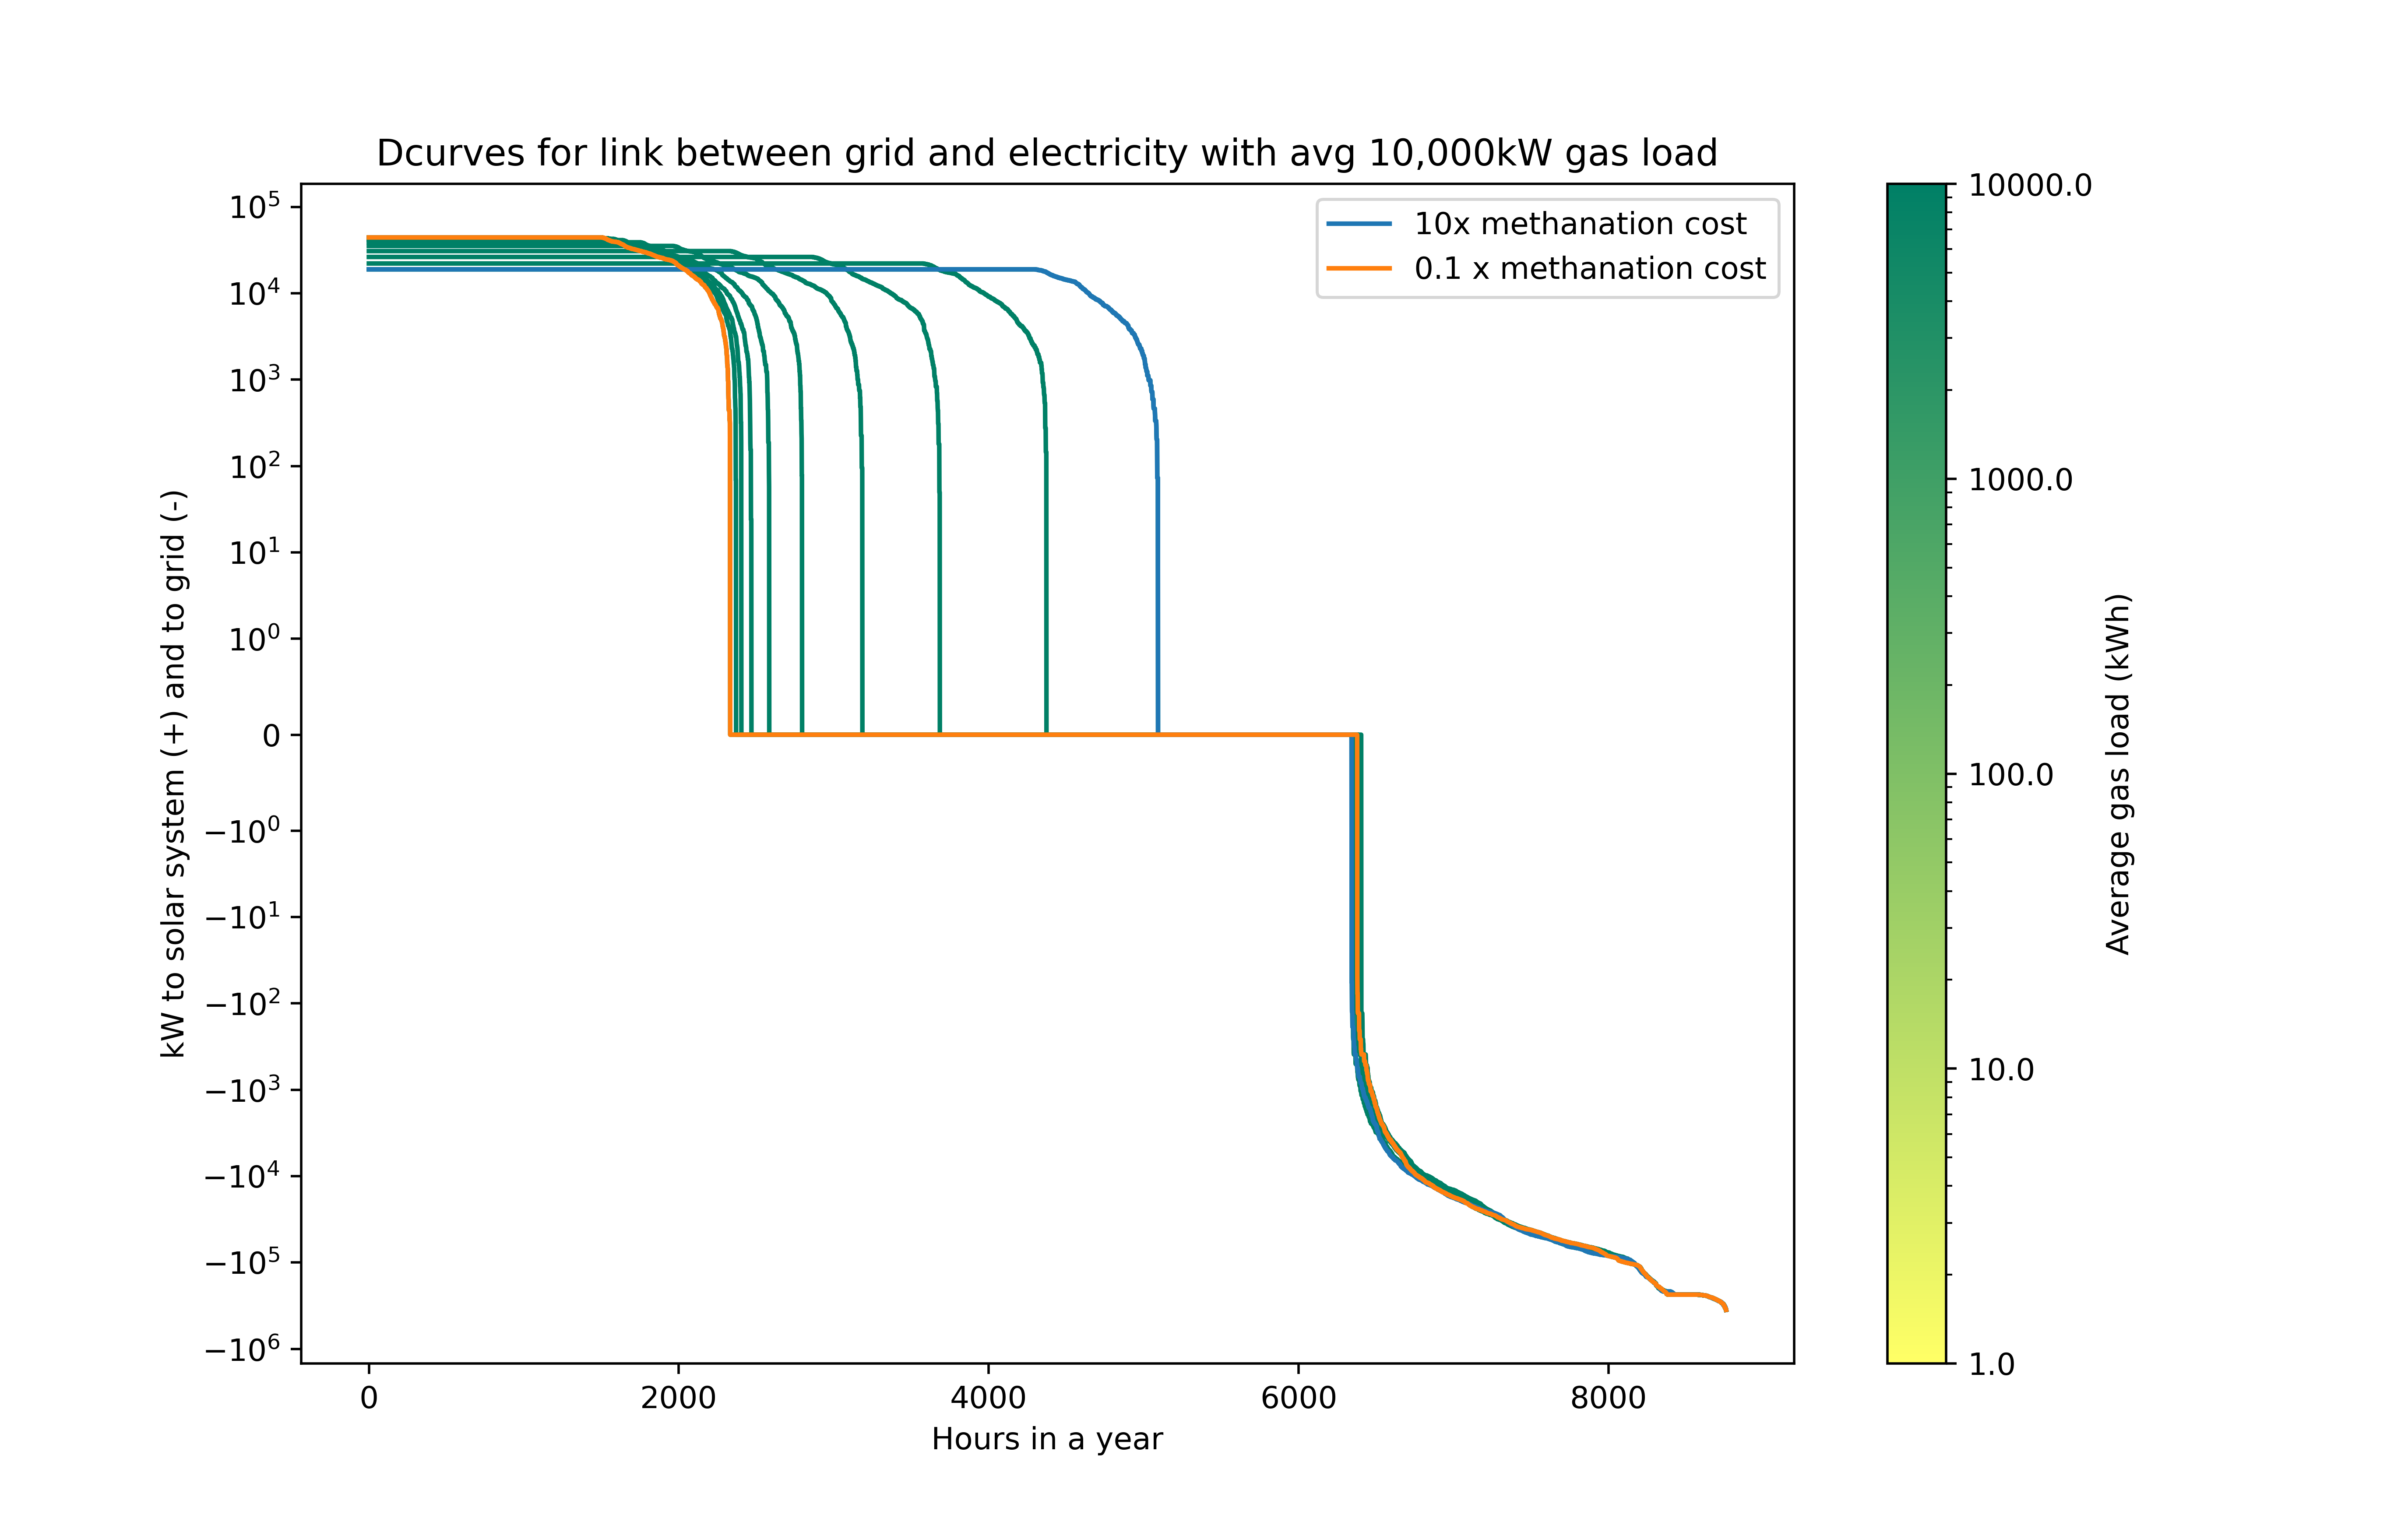 Dcurves for link between grid and electricity with avg 10,000kW gas load
10x methanation cost
0.1 x methanation cost
kW to solar system (+) and to grid (-)
10⁵
10⁴
10³
10²
10¹
10⁰
0
−10⁰
−10¹
−10²
−10³
−10⁴
−10⁵
−10⁶
0 2000 4000 6000 8000
Hours in a year
10000.0
1000.0
100.0
10.0
1.0
Average gas load (kWh)